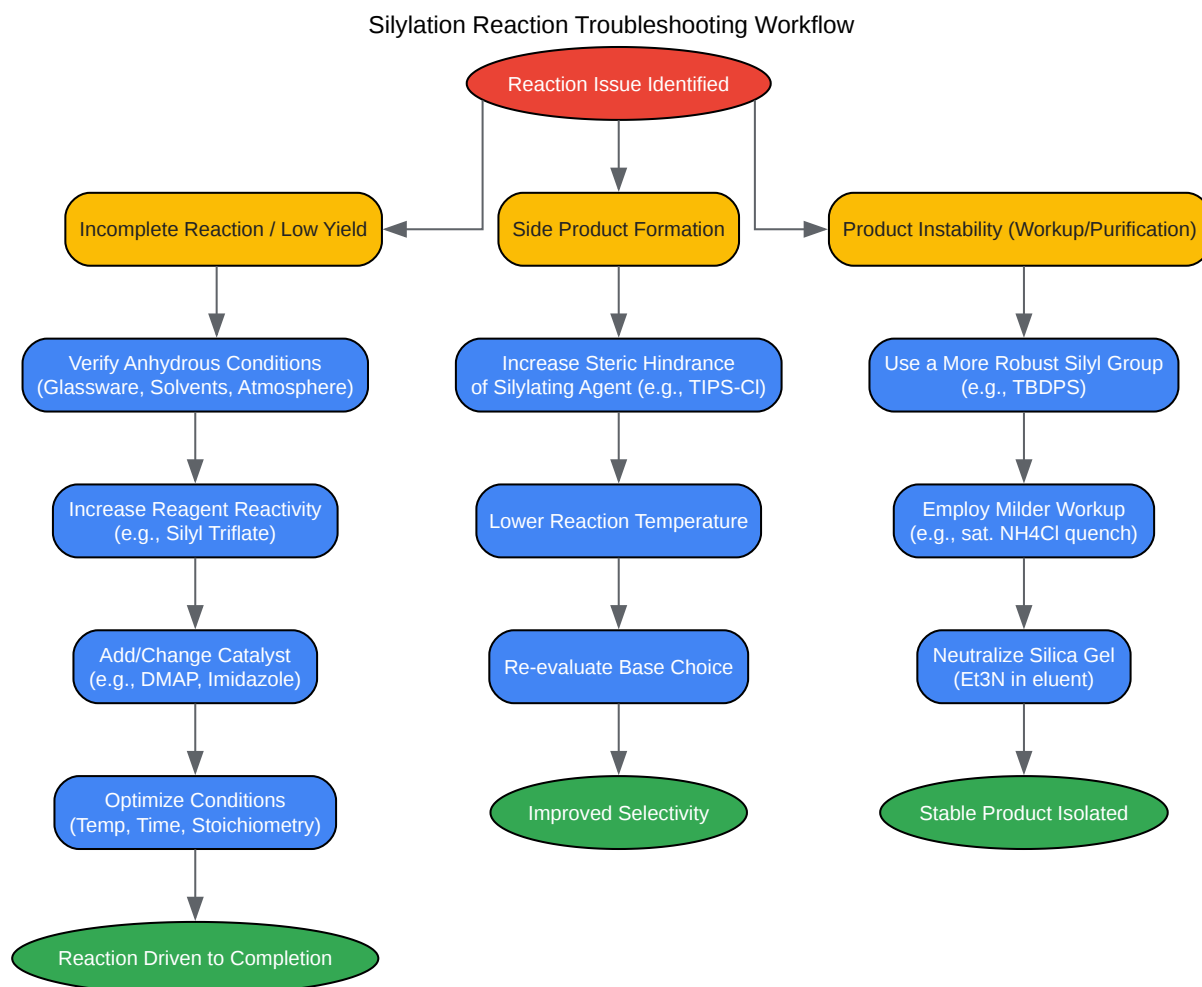 Silylation Reaction Troubleshooting Workflow
Reaction Issue Identified
Incomplete Reaction / Low Yield
Side Product Formation
Product Instability (Workup/Purification)
Verify Anhydrous Conditions
(Glassware, Solvents, Atmosphere)
Increase Steric Hindrance
of Silylating Agent (e.g., TIPS-Cl)
Use a More Robust Silyl Group
(e.g., TBDPS)
Increase Reagent Reactivity
(e.g., Silyl Triflate)
Lower Reaction Temperature
Employ Milder Workup
(e.g., sat. NH4Cl quench)
Add/Change Catalyst
(e.g., DMAP, Imidazole)
Re-evaluate Base Choice
Neutralize Silica Gel
(Et3N in eluent)
Optimize Conditions
(Temp, Time, Stoichiometry)
Improved Selectivity
Stable Product Isolated
Reaction Driven to Completion